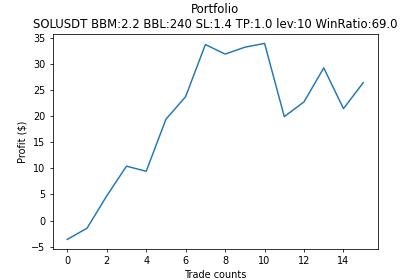 Portfolio
SOLUSDT BBM:2.2 BBL:240 SL:1.4 TP:1.0 lev:10 WinRatio:69.0
35
30
25
20
15
10
5
0
−5
Profit ($)
0 2 4 6 8 10 12 14
Trade counts